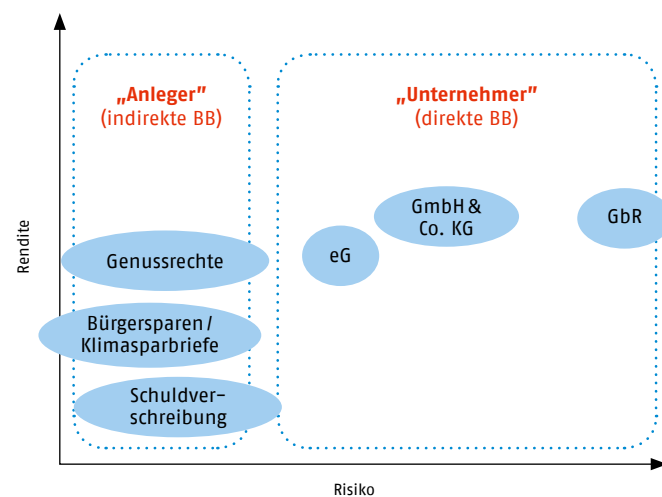 „Anleger"
(indirekte BB)
„Unternehmer"
(direkte BB)
Rendite
GmbH &
Co. KG
GbR
eG
Genussrechte
Bürgersparen /
Klimasparbriefe
Schuldver-
schreibung
Risiko